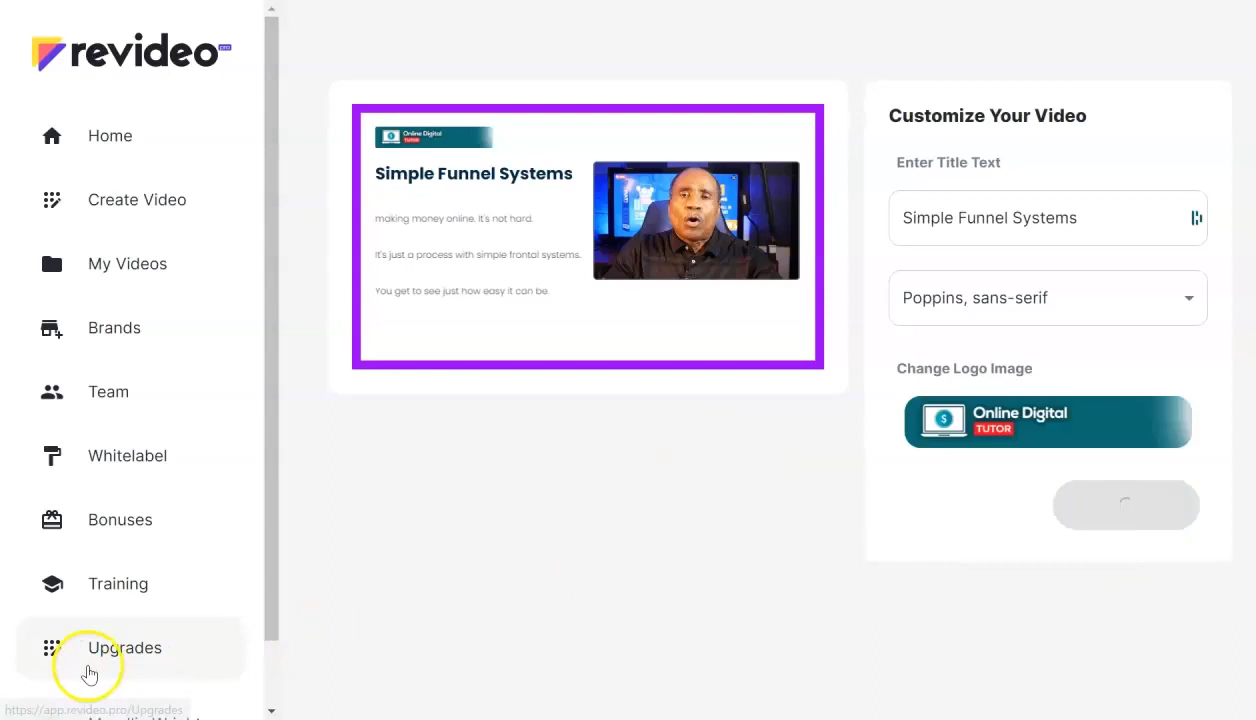 revideo
Home
Create Video
My Videos
Brands
Team
Whitelabel
Bonuses
Training
Upgrades
https://app.revideo.pro/Upgrades
Online Digital
TUTOR
Simple Funnel Systems
making money online. It's not hard.
It's just a process with simple frontal systems.
You get to see just how easy it can be.
Customize Your Video
Enter Title Text
Simple Funnel Systems
Poppins, sans-serif
Change Logo Image
Online Digital
TUTOR